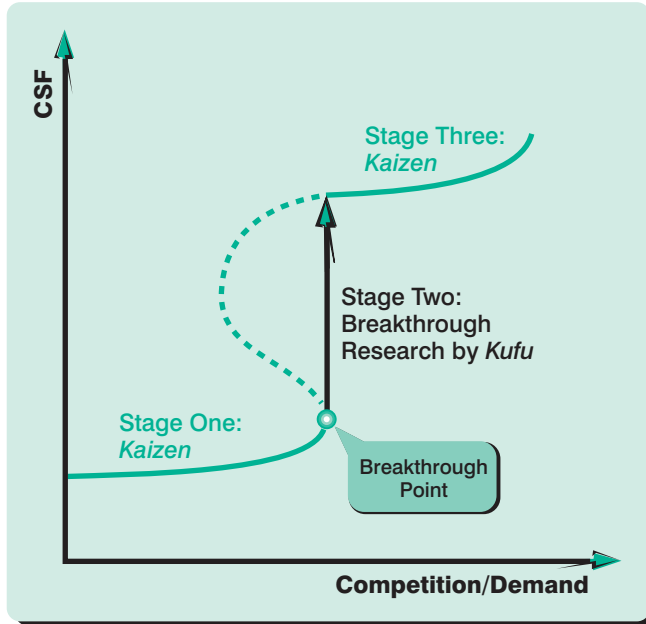 CSF
Stage Three:
Kaizen
Stage Two:
Breakthrough
Research by Kufu
Stage One:
Kaizen
Breakthrough
Point
Competition/Demand